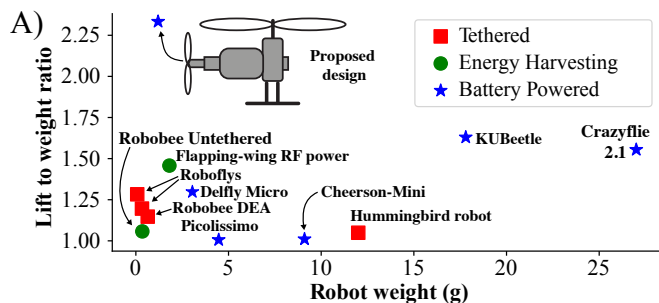 A)
2.25
2.00
1.75
1.50
1.25
1.00
Lift to weight ratio
0
5
10
15
20
25
Robot weight (g)
Proposed
design
Tethered
Energy Harvesting
Battery Powered
Robobee Untethered
Flapping-wing RF power
Roboflys
Delfly Micro
Robobee DEA
Picolissimo
Cheerson-Mini
Hummingbird robot
KUBeetle
Crazyflie
2.1